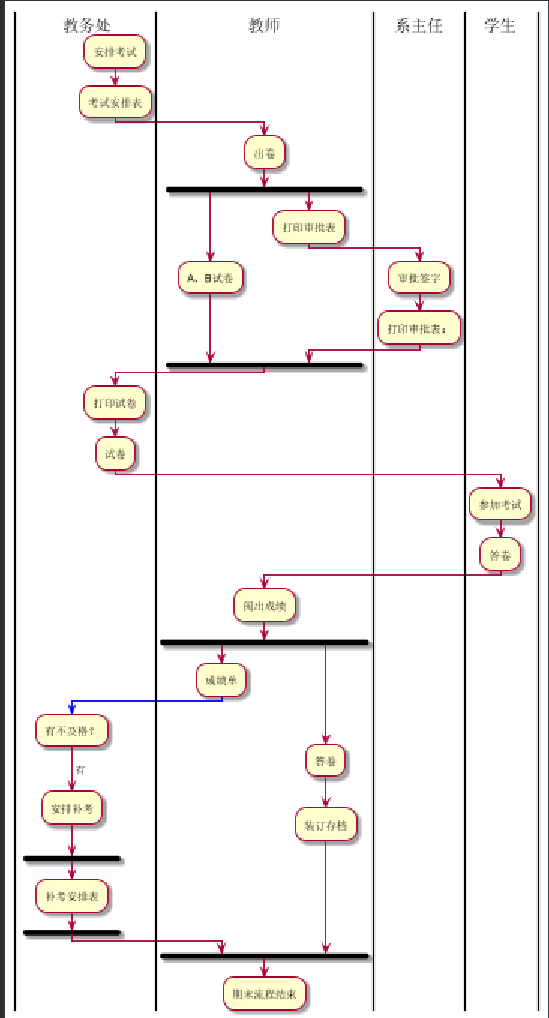 教务处
教师
系主任
学生
安排考试
考试安排表
出卷
打印审批表
A、B试卷
审批签字
打印审批表：
打印试卷
试卷
参加考试
答卷
阅出成绩
成绩单
有不及格?
答卷
有
安排补考
装订存档
补考安排表
期末流程结束